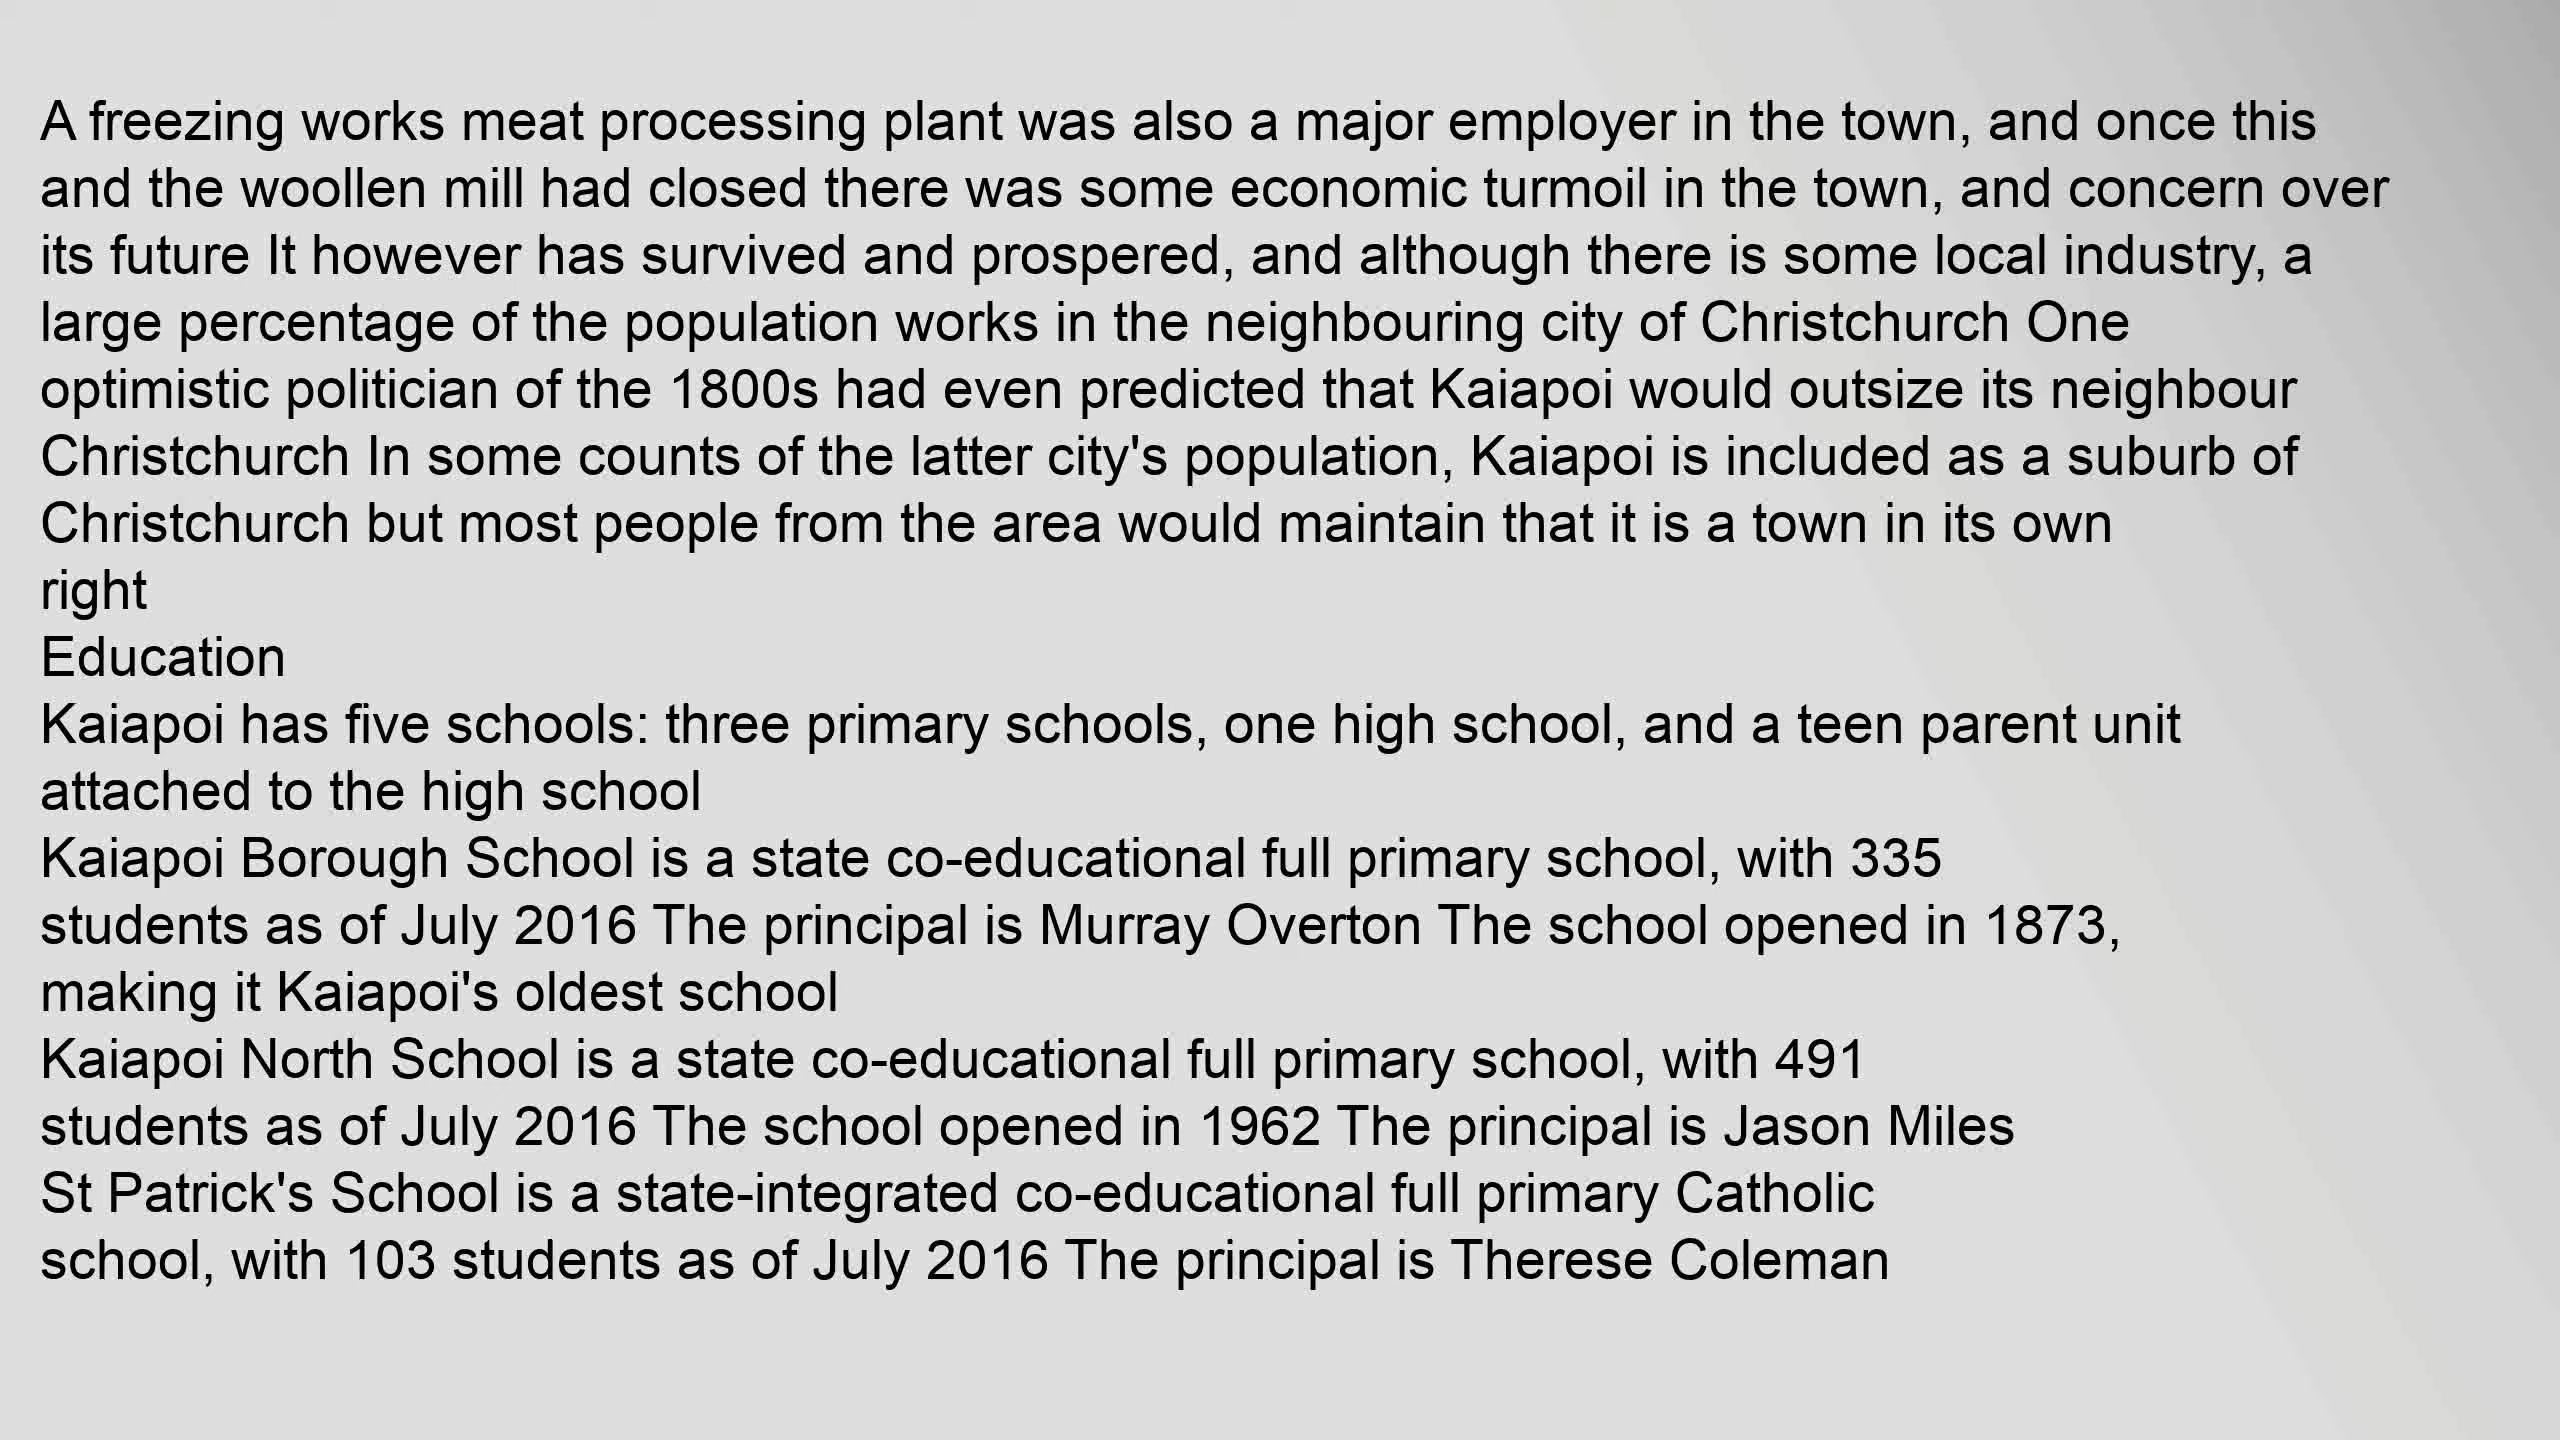 A freezing works meat processing plant was also a major employer in the town, and once this
and the woollen mill had closed there was some economic turmoil in the town, and concern over
its future It however has survived and prospered, and although there is some local industry, a
large percentage of the population works in the neighbouring city of Christchurch One
optimistic politician of the 1800s had even predicted that Kaiapoi would outsize its neighbour
Christchurch In some counts of the latter city's population, Kaiapoi is included as a suburb of
Christchurch but most people from the area would maintain that it is a town in its own
right
Education
Kaiapoi has five schools: three primary schools, one high school, and a teen parent unit
attached to the high school
Kaiapoi Borough School is a state co-educational full primary school, with 335
students as of July 2016 The principal is Murray Overton The school opened in 1873,
making it Kaiapoi's oldest school
Kaiapoi North School is a state co-educational full primary school, with 491
students as of July 2016 The school opened in 1962 The principal is Jason Miles
St Patrick's School is a state-integrated co-educational full primary Catholic
school, with 103 students as of July 2016 The principal is Therese Coleman